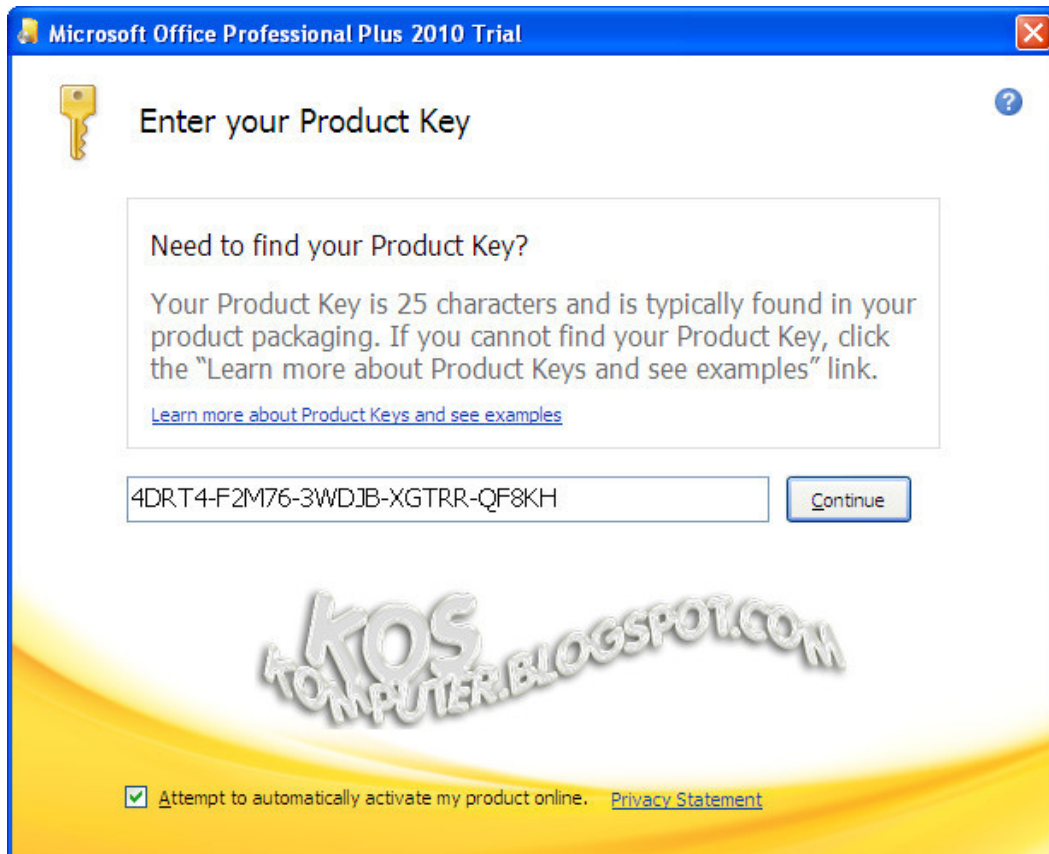 Microsoft Office Professional Plus 2010 Trial
Enter your Product Key
Need to find your Product Key?
Your Product Key is 25 characters and is typically found in your
product packaging. If you cannot find your Product Key, click
the “Learn more about Product Keys and see examples” link.
Learn more about Product Keys and see examples
4DRT4-F2M76-3WDJB-XGTRR-QF8KH
Continue
KOS
KOMPUTER.BLOGSPOT.COM
Attempt to automatically activate my product online. Privacy Statement